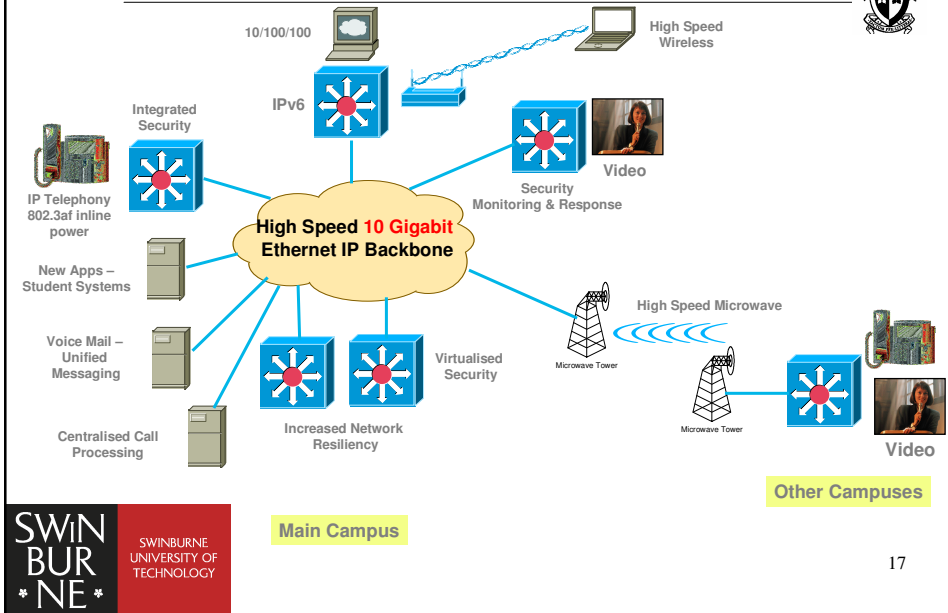 10/100/100
High Speed
Wireless
IPv6
Integrated
Security
Video
Security
Monitoring & Response
IP Telephony
802.3af inline
power
High Speed 10 Gigabit
Ethernet IP Backbone
New Apps –
Student Systems
High Speed Microwave
Voice Mail –
Unified
Messaging
Virtualised
Security
Microwave Tower
Increased Network
Resiliency
Microwave Tower
Centralised Call
Processing
Video
Other Campuses
Main Campus
SWIN
BUR
* NE *
SWINBURNE
UNIVERSITY OF
TECHNOLOGY
17